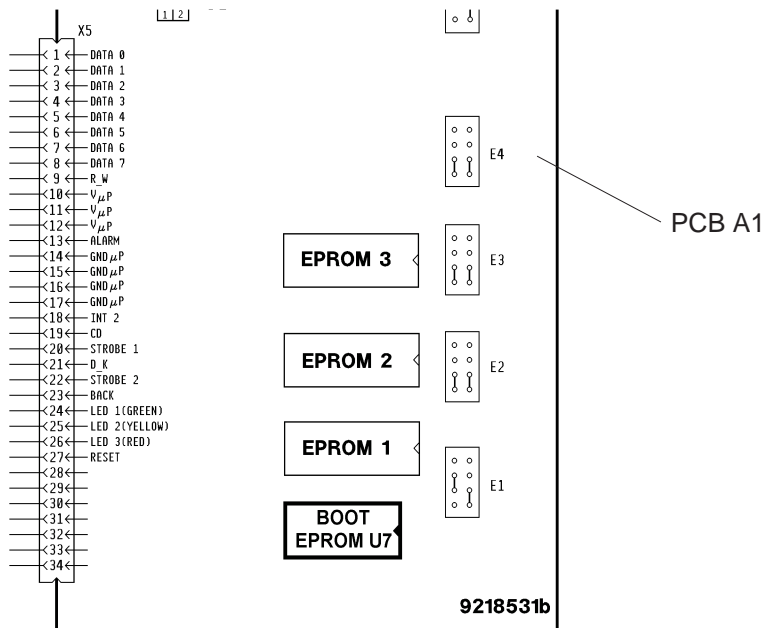 1 2
X5
1 DATA 0
2 DATA 1
3 DATA 2
4 DATA 3
5 DATA 4
6 DATA 5
7 DATA 6
8 DATA 7
9 R_W
10 VμP
11 VμP
12 VμP
13 ALARM
14 GNDμP
15 GNDμP
16 GNDμP
17 GNDμP
18 INT 2
19 CD
20 STROBE 1
21 D_K
22 STROBE 2
23 BACK
24 LED 1(GREEN)
25 LED 2(YELLOW)
26 LED 3(RED)
27 RESET
28
29
30
31
32
33
34
E4
PCB A1
EPROM 3
E3
EPROM 2
E2
EPROM 1
E1
BOOT
EPROM U7
9218531b